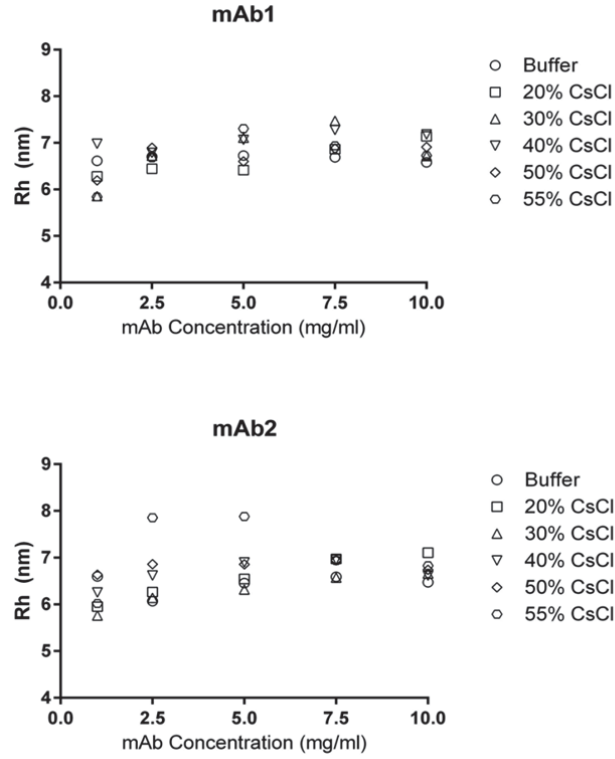 mAb1
9
8
7
6
5
4
Rh (nm)
0.0 2.5 5.0 7.5 10.0
mAb Concentration (mg/ml)
Buffer
20% CsCl
30% CsCl
40% CsCl
50% CsCl
55% CsCl
mAb2
9
8
7
6
5
4
Rh (nm)
0.0 2.5 5.0 7.5 10.0
mAb Concentration (mg/ml)
Buffer
20% CsCl
30% CsCl
40% CsCl
50% CsCl
55% CsCl